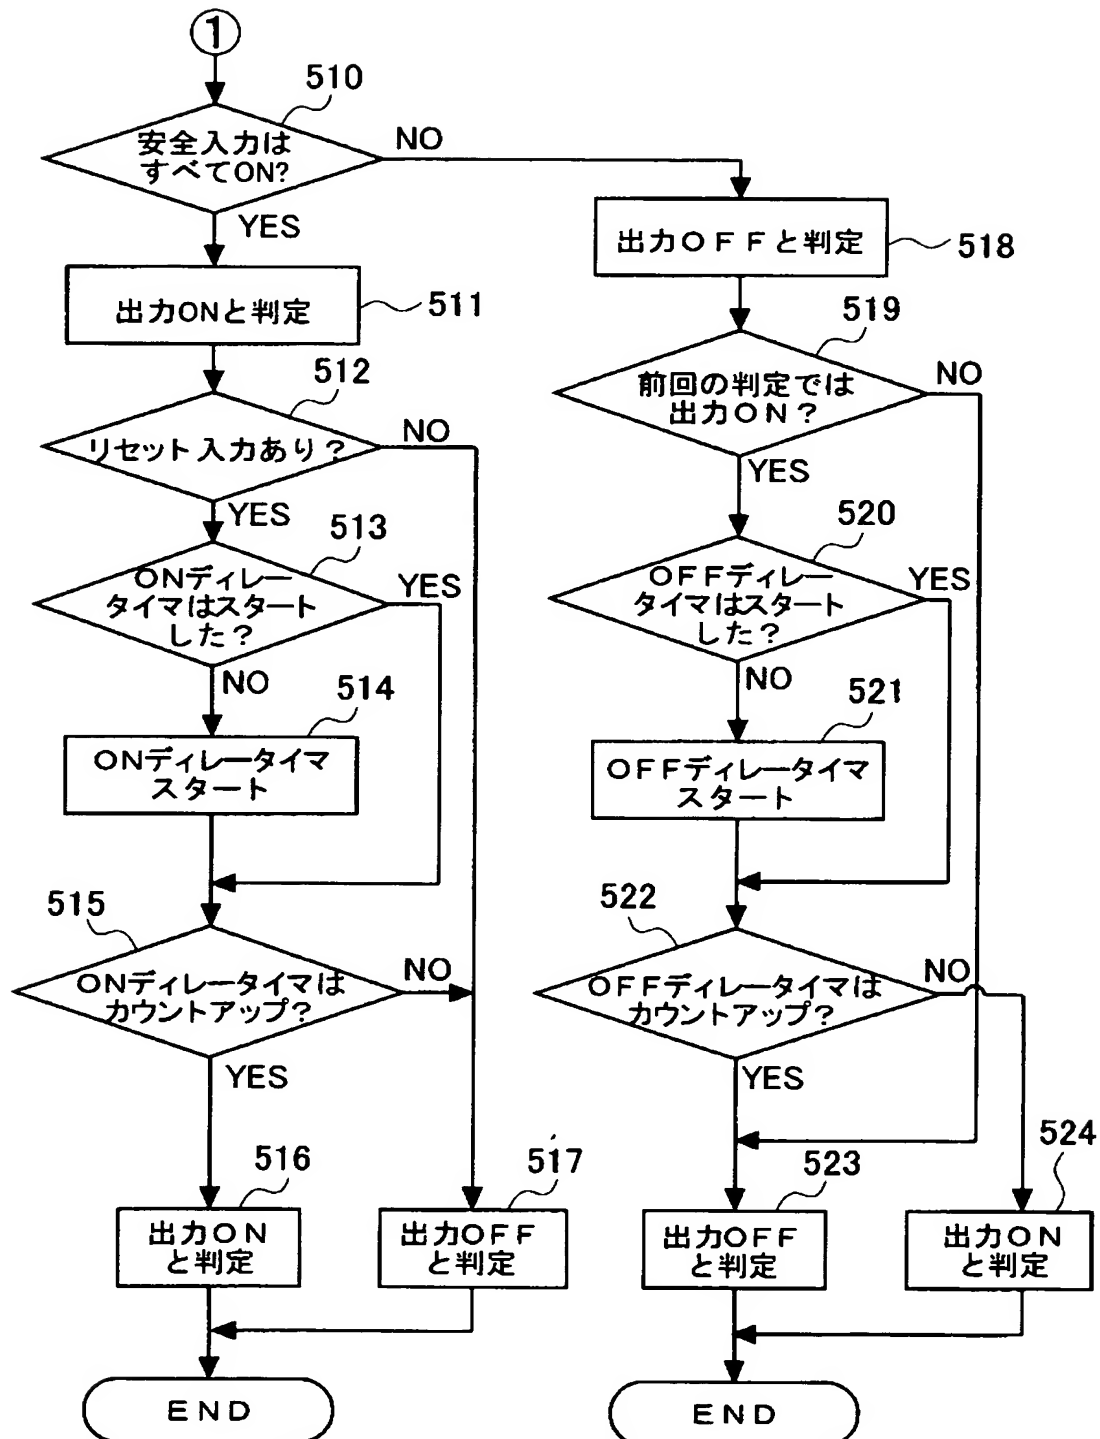 ①
510
安全入力は
すべてON?
NO
YES
出力ONと判定
511
512
リセット入力あり?
NO
YES
513
ONディレー
タイマはスタート
した?
YES
NO
514
ONディレータイマ
スタート
515
ONディレータイマは
カウントアップ?
NO
YES
516
出力ON
と判定
517
出力OFF
と判定
END
出力OFFと判定
518
519
前回の判定では
出力ON?
NO
YES
520
OFFディレー
タイマはスタート
した?
YES
NO
521
OFFディレータイマ
スタート
522
OFFディレータイマは
カウントアップ?
NO
YES
523
出力OFF
と判定
524
出力ON
と判定
END